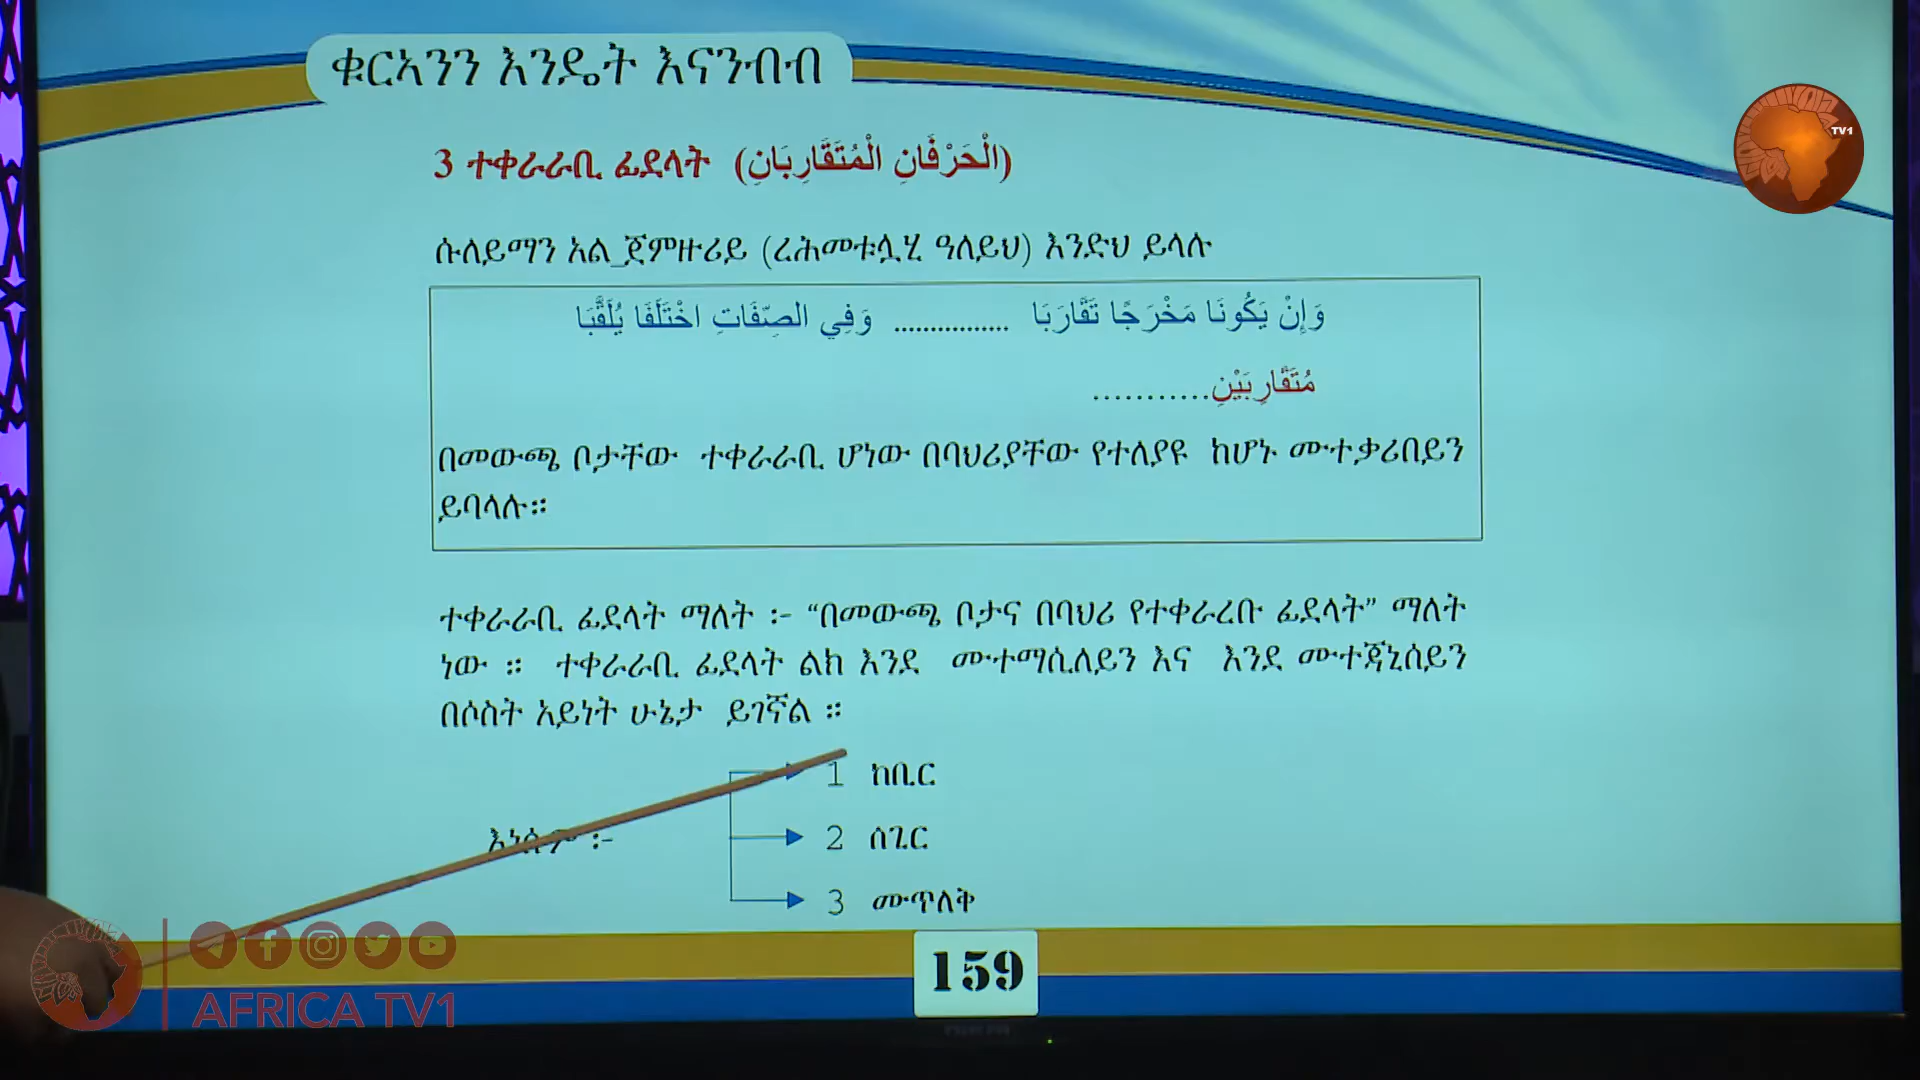 ቁርኣንን እንዴት እናንብብ
TV1
3 ተቀራራቢ ፊደላት (الْحَرْفَانِ الْمُتَقَارِبَانِ)
ሱለይማን አል_ጀምዙሪይ (ረሕመቱሏሂ ዓለይህ) እንድህ ይላሉ
وَإِنْ يَكُونَا مَخْرَجًا تَقَارَبَا ................ وَفِي الصِّفَاتِ اخْتَلَفَا يُلَقَّبَا
مُتَقَارِبَيْنِ...........
በመውጫ ቦታቸው ተቀራራቢ ሆነው በባህሪያቸው የተለያዩ ከሆኑ ሙተቃሪበይን
ይባላሉ።
ተቀራራቢ ፊደላት ማለት ፡- “በመውጫ ቦታና በባህሪ የተቀራረቡ ፊደላት” ማለት
ነው ። ተቀራራቢ ፊደላት ልክ እንደ ሙተማሲለይን እና እንደ ሙተጃኒሰይን
በሶስት አይነት ሁኔታ ይገኛል ።
1 ከቢር
እነሱም ፡-
2 ሰጊር
3 ሙጥለቅ
159
AFRICA TV1